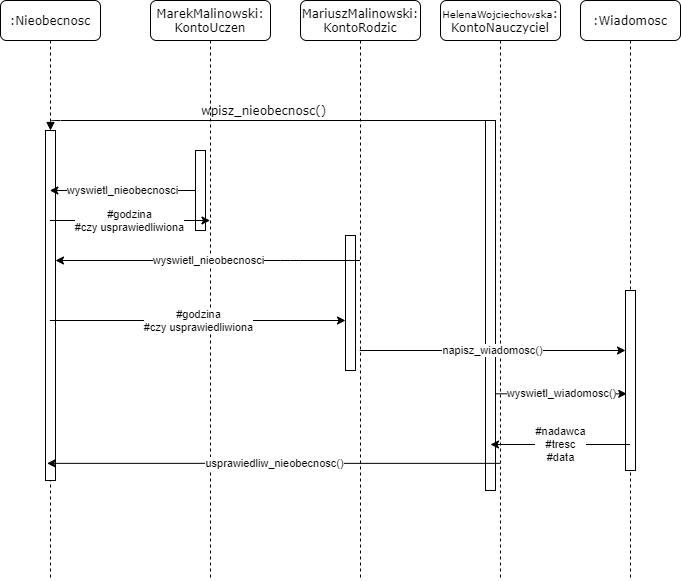 :Nieobecnosc
MarekMalinowski:
KontoUczen
MariuszMalinowski:
KontoRodzic
HelenaWojciechowska:
KontoNauczyciel
:Wiadomosc
wpisz_nieobecnosc()
wyswietl_nieobecnosci
#godzina
#czy usprawiedliwiona
wyswietl_nieobecnosci
#godzina
#czy usprawiedliwiona
napisz_wiadomosc()
wyswietl_wiadomosc()
#nadawca
#tresc
#data
usprawiedliw_nieobecnosc()